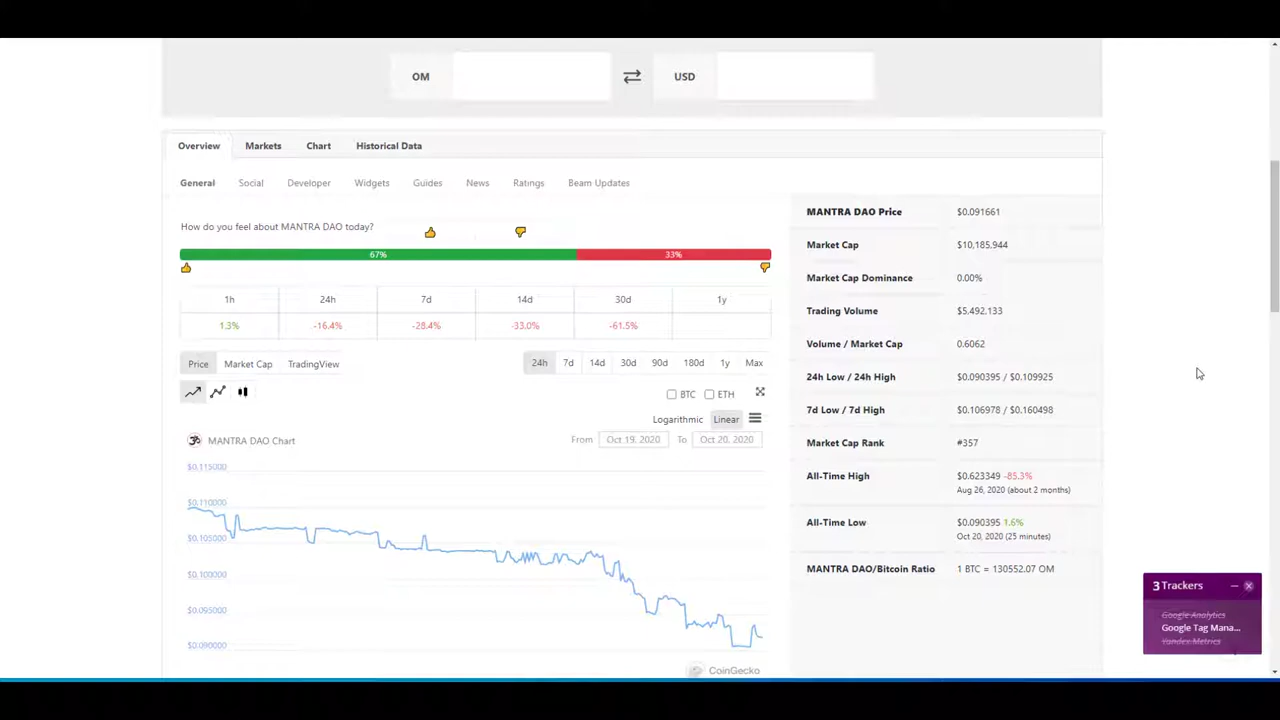 OM
USD
Overview Markets Chart Historical Data
General Social Developer Widgets Guides News Ratings Beam Updates
How do you feel about MANTRA DAO today?
67% 33%
1h 24h 7d 14d 30d 1y
1.3% -16.4% -28.4% -33.0% -61.5%
Price Market Cap TradingView
24h 7d 14d 30d 90d 180d 1y Max
BTC ETH
Logarithmic Linear
MANTRA DAO Chart
From Oct 19, 2020 To Oct 20, 2020
$0.115000
$0.110000
$0.105000
$0.100000
$0.095000
$0.090000
CoinGecko
MANTRA DAO Price $0.091661
Market Cap $10,185,944
Market Cap Dominance 0.00%
Trading Volume $5,492,133
Volume / Market Cap 0.6062
24h Low / 24h High $0.090395 / $0.109925
7d Low / 7d High $0.106978 / $0.160498
Market Cap Rank #357
All-Time High $0.623349 -85.3%
Aug 26, 2020 (about 2 months)
All-Time Low $0.090395 1.6%
Oct 20, 2020 (25 minutes)
MANTRA DAO/Bitcoin Ratio 1 BTC = 130552.07 OM
3 Trackers
Google Analytics
Google Tag Mana...
Yandex Metrics